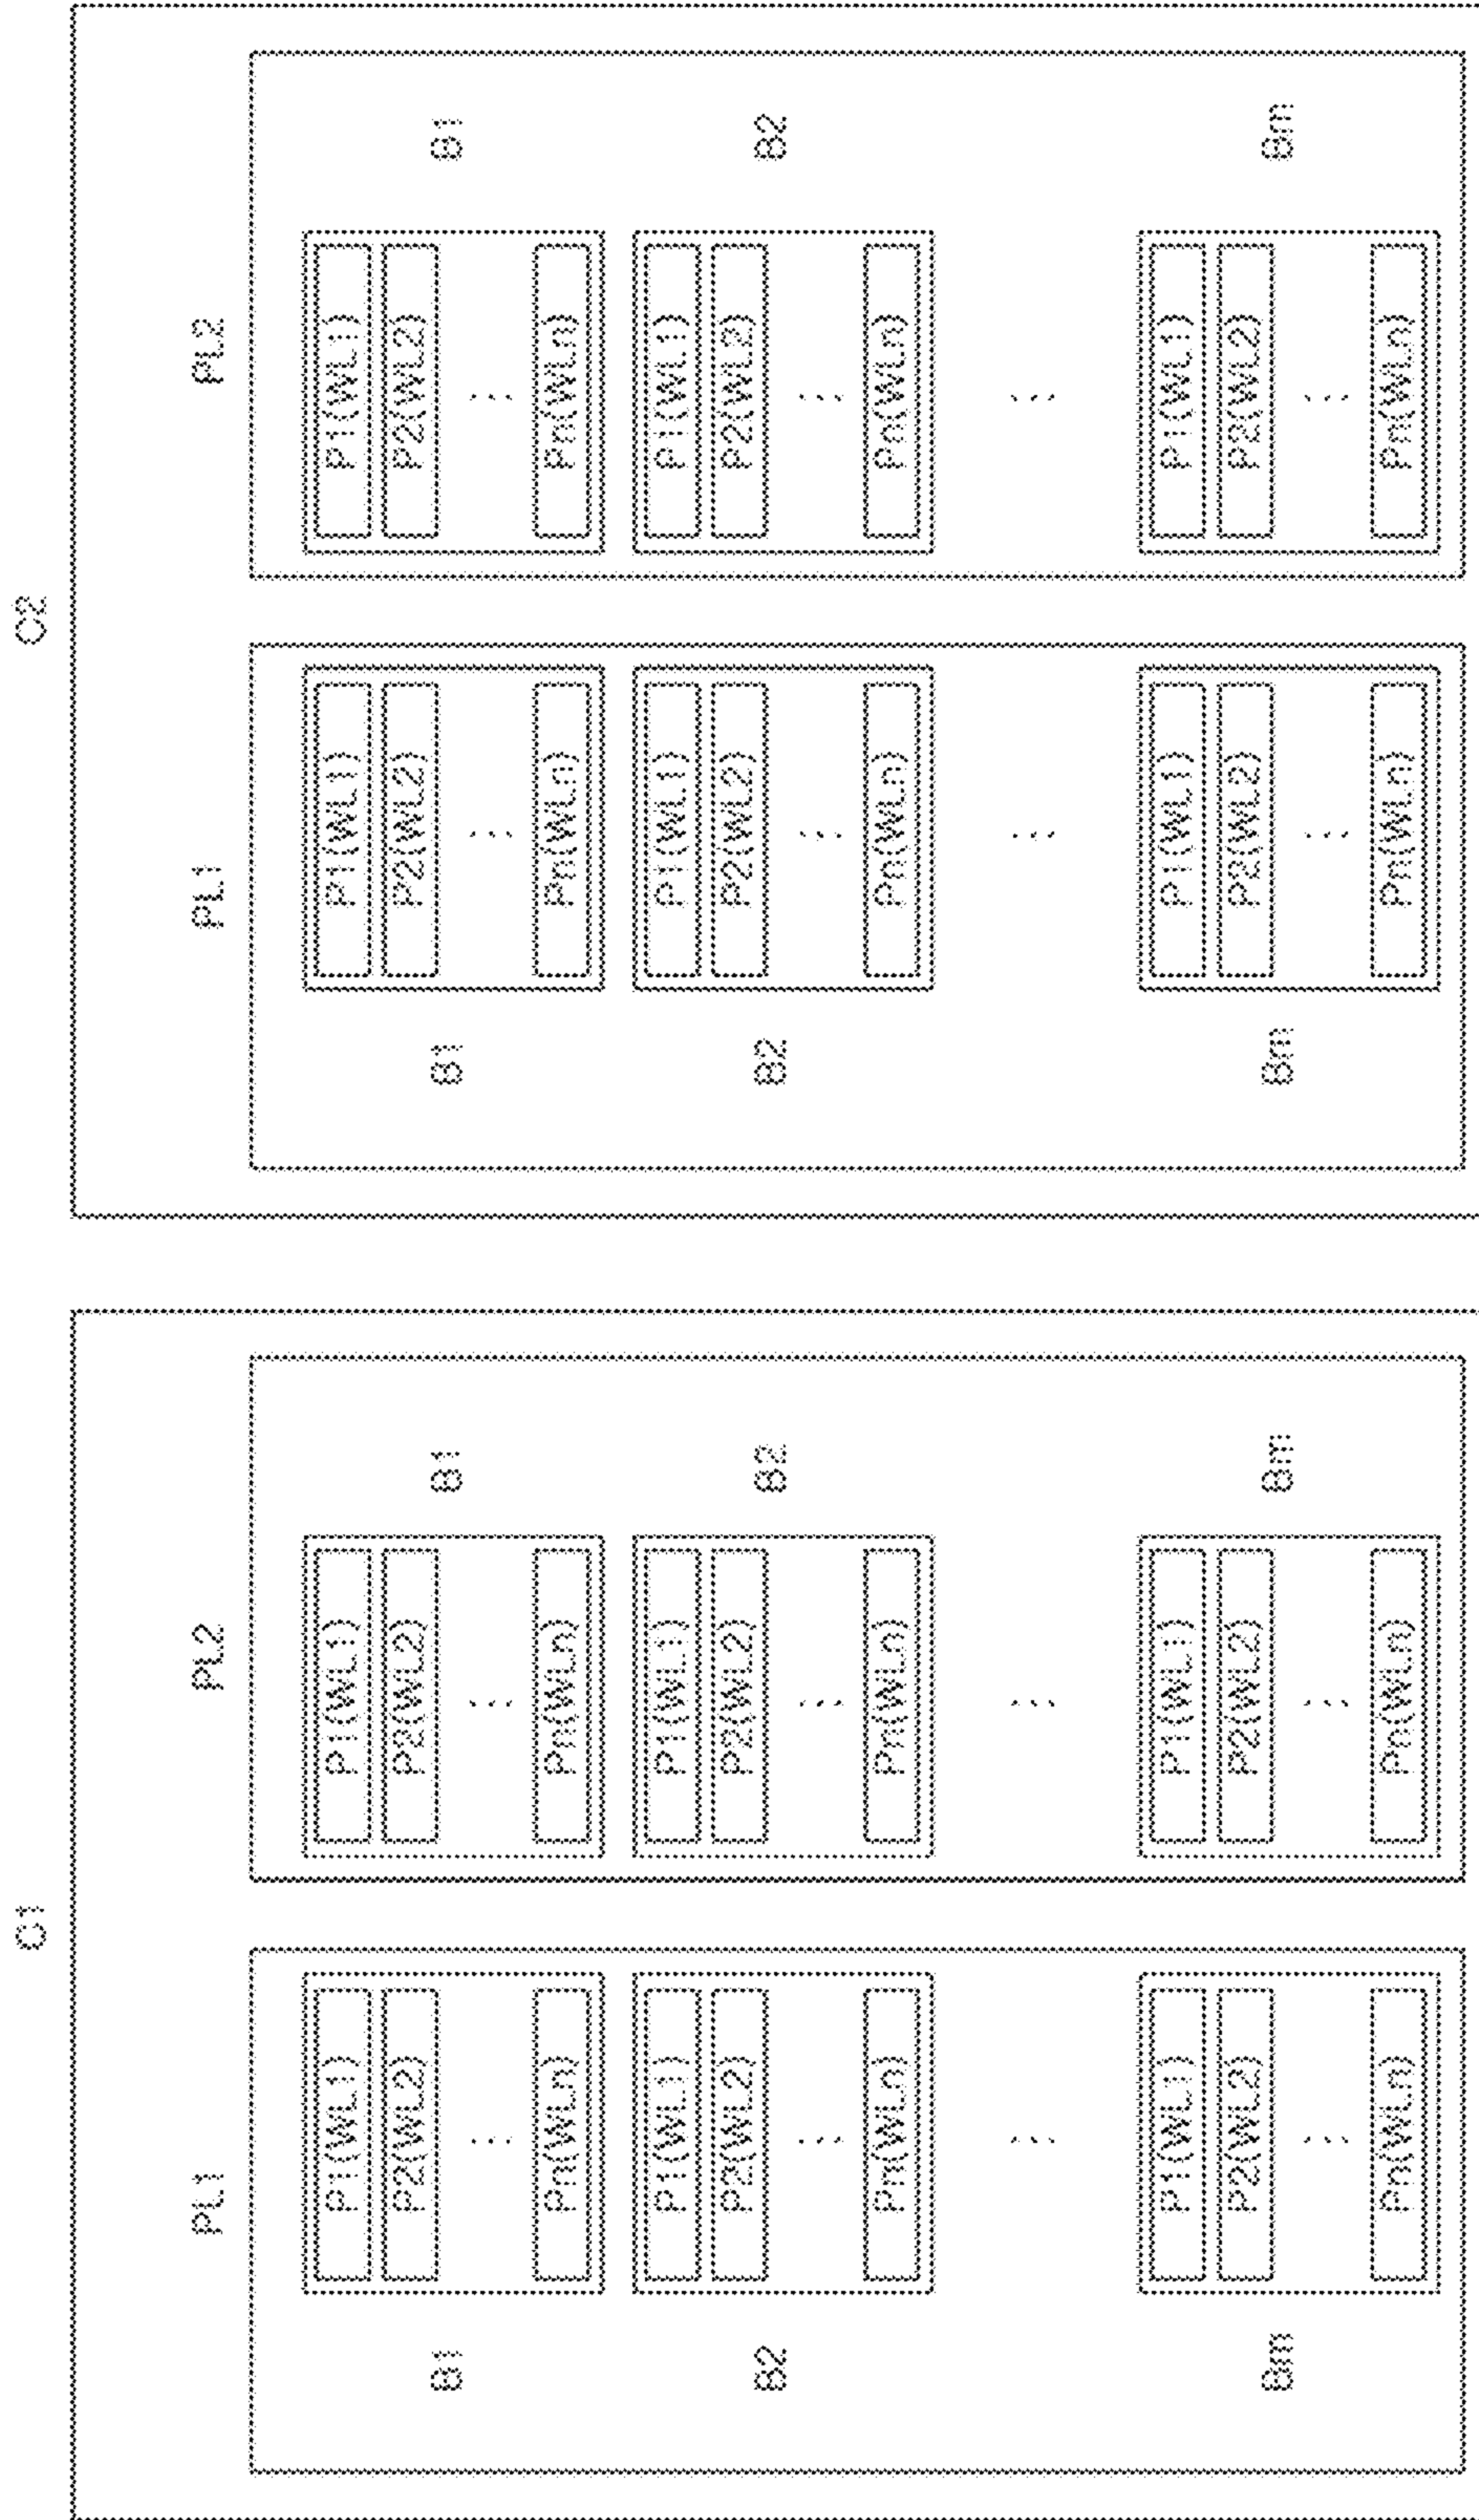 C1
PL1
B1
P1(WL1)
P2(WL2)
...
Pn(WLn)
B2
P1(WL1)
P2(WL2)
...
Pn(WLn)
...
Bm
P1(WL1)
P2(WL2)
...
Pn(WLn)
PL2
B1
P1(WL1)
P2(WL2)
...
Pn(WLn)
B2
P1(WL1)
P2(WL2)
...
Pn(WLn)
...
Bm
P1(WL1)
P2(WL2)
...
Pn(WLn)
C2
PL1
B1
P1(WL1)
P2(WL2)
...
Pn(WLn)
B2
P1(WL1)
P2(WL2)
...
Pn(WLn)
...
Bm
P1(WL1)
P2(WL2)
...
Pn(WLn)
PL2
B1
P1(WL1)
P2(WL2)
...
Pn(WLn)
B2
P1(WL1)
P2(WL2)
...
Pn(WLn)
...
Bm
P1(WL1)
P2(WL2)
...
Pn(WLn)